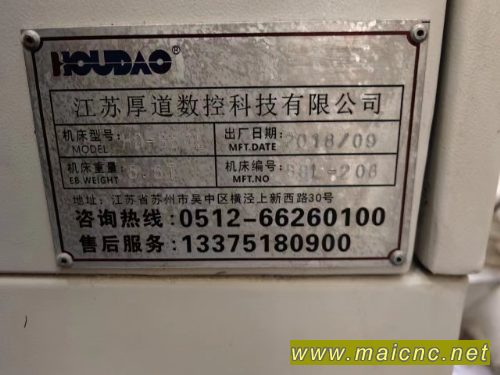 HOUDAO®
江苏厚道数控科技有限公司
机床型号:
MODEL
出厂日期: 2018/09
MFT.DATE
机床重量:
EB.WEIGHT
机床编号:
MFT.NO
地址: 江苏省苏州市吴中区横泾上新西路30号
咨询热线:0512-66260100
售后服务:13375180900
www.maicnc.net